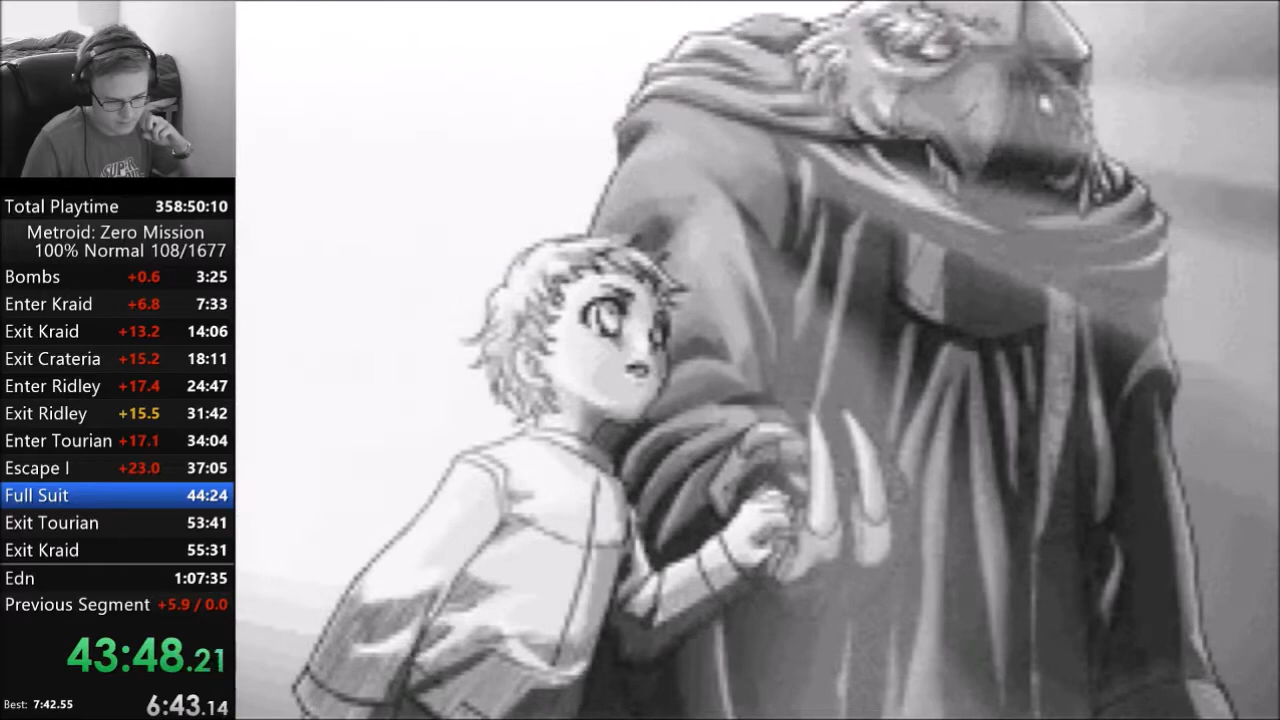 SUPER
Total Playtime 358:50:10
Metroid: Zero Mission
100% Normal 108/1677
Bombs +0.6 3:25
Enter Kraid +6.8 7:33
Exit Kraid +13.2 14:06
Exit Crateria +15.2 18:11
Enter Ridley +17.4 24:47
Exit Ridley +15.5 31:42
Enter Tourian +17.1 34:04
Escape I +23.0 37:05
Full Suit 44:24
Exit Tourian 53:41
Exit Kraid 55:31
Edn 1:07:35
Previous Segment +5.9 / 0.0
43:48.21
Best: 7:42.55 6:43.14